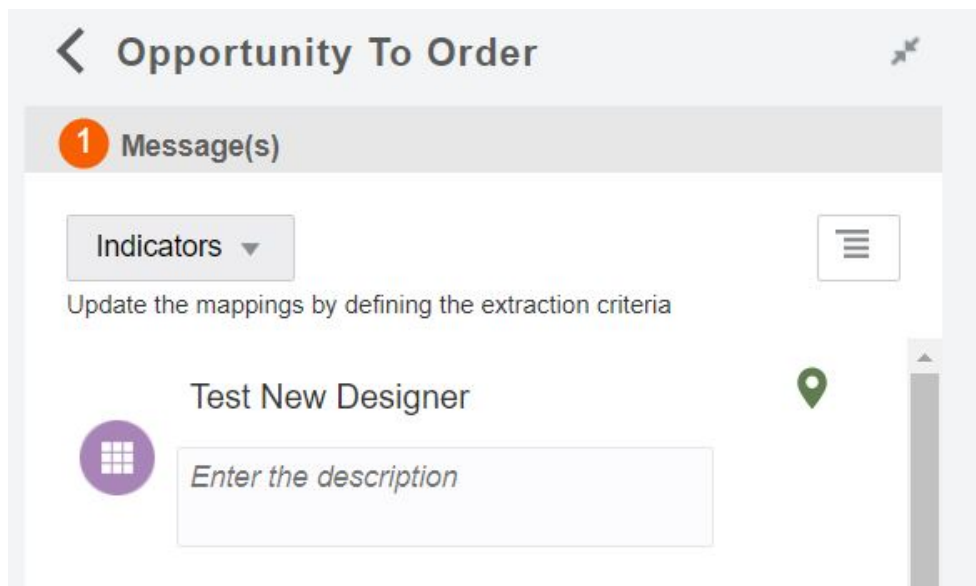 Opportunity To Order
1 Message(s)
Indicators
Update the mappings by defining the extraction criteria
Test New Designer
Enter the description